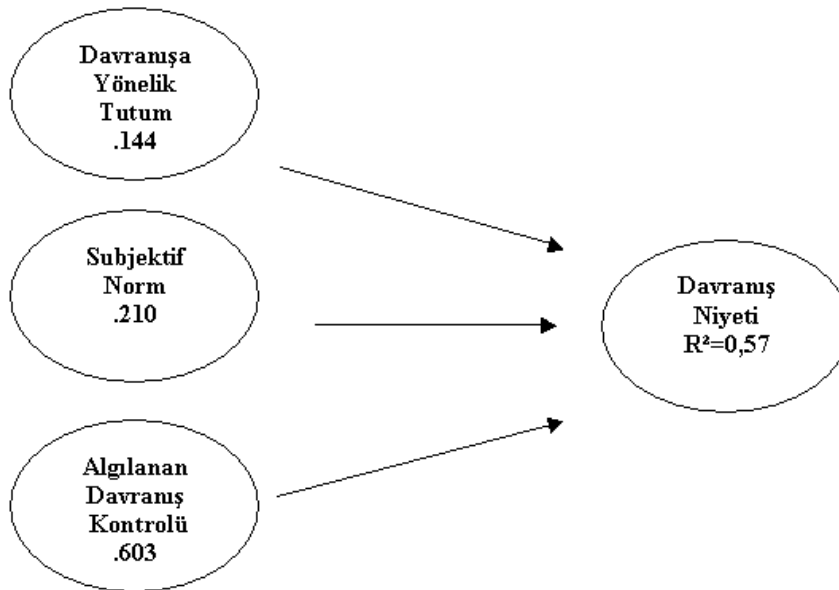 Davranışa
Yönelik
Tutum
.144
Subjektif
Norm
.210
Algılanan
Davranış
Kontrolü
.603
Davranış
Niyeti
R²=0,57